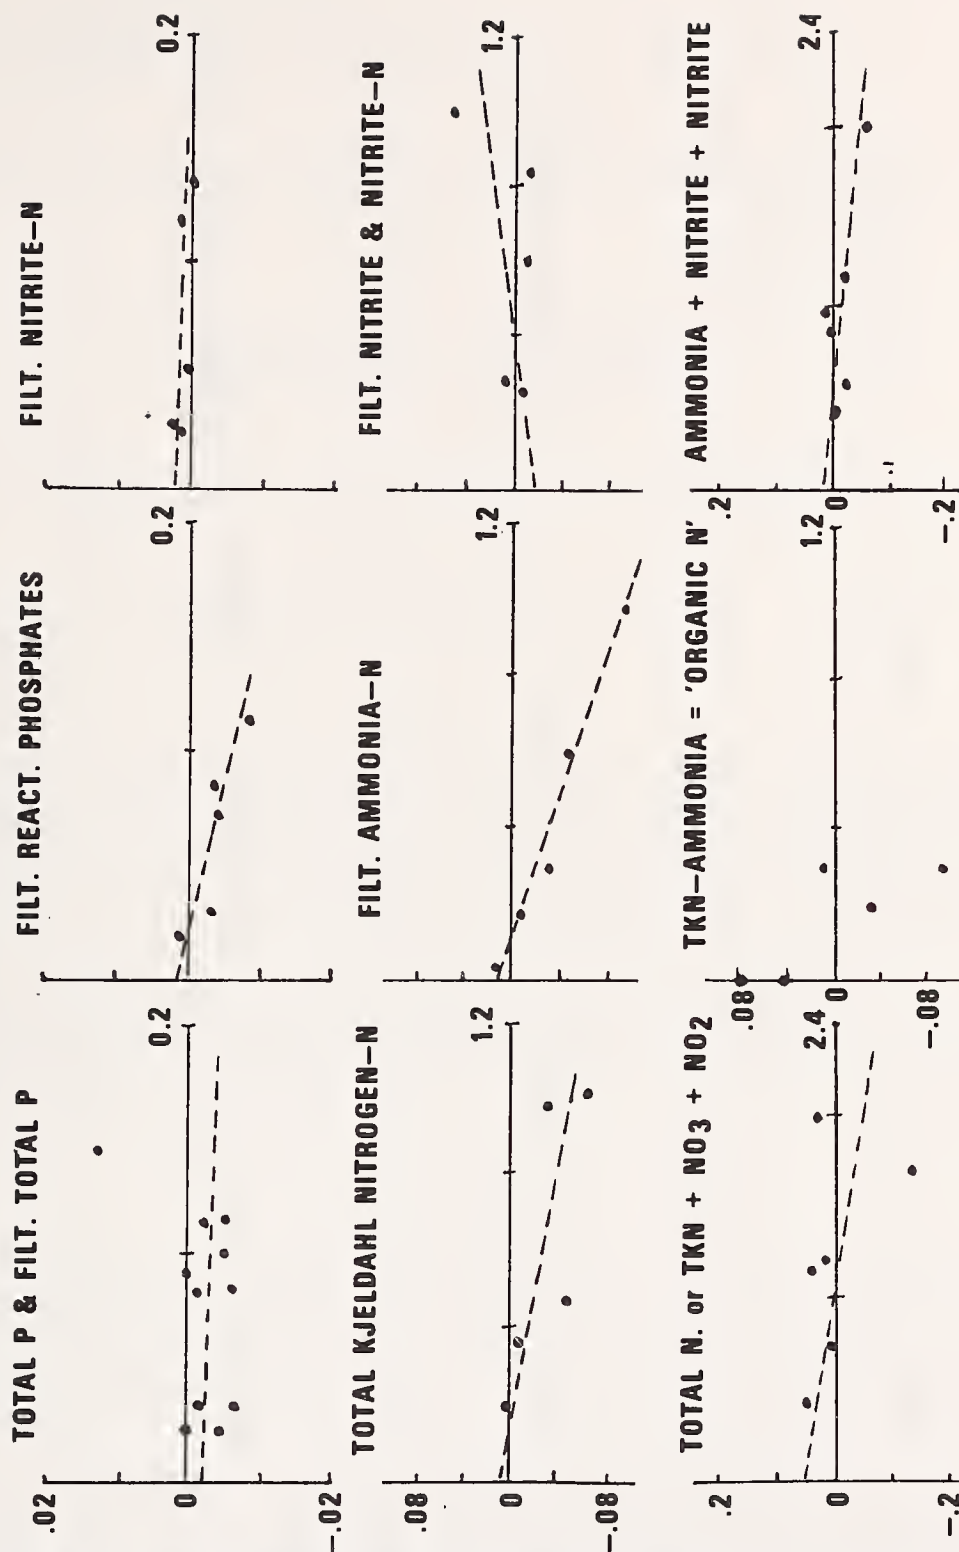 TOTAL P & FILT. TOTAL P
FILT. REACT. PHOSPHATES
FILT. NITRITE-N
.02
0
-.02
0.2
0.2
0.2
TOTAL KJELDAHL NITROGEN-N
FILT. AMMONIA-N
FILT. NITRITE & NITRITE-N
.08
0
-.08
1.2
1.2
1.2
TOTAL N. or TKN + NO3 + NO2
TKN-AMMONIA = 'ORGANIC N'
AMMONIA + NITRITE + NITRITE
.2
0
-.2
2.4
.08
0
-.08
1.2
.2
0
-.2
2.4